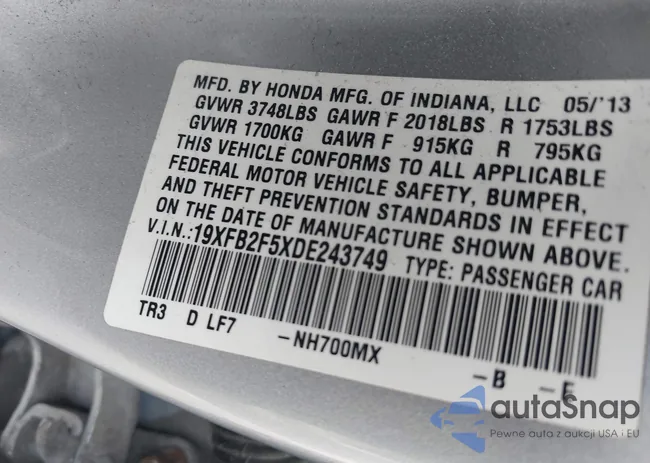 MFD. BY HONDA MFG. OF INDIANA, LLC 05/'13
GVWR 3748LBS GAWR F 2018LBS R 1753LBS
GVWR 1700KG GAWR F 915KG R 795KG
THIS VEHICLE CONFORMS TO ALL APPLICABLE
FEDERAL MOTOR VEHICLE SAFETY, BUMPER,
AND THEFT PREVENTION STANDARDS IN EFFECT
ON THE DATE OF MANUFACTURE SHOWN ABOVE.
V.I.N.:19XFB2F5XDE243749 TYPE: PASSENGER CAR
TR3 D LF7 -NH700MX -B -E
autaSnap
Pewne auta z aukcji USA i EU